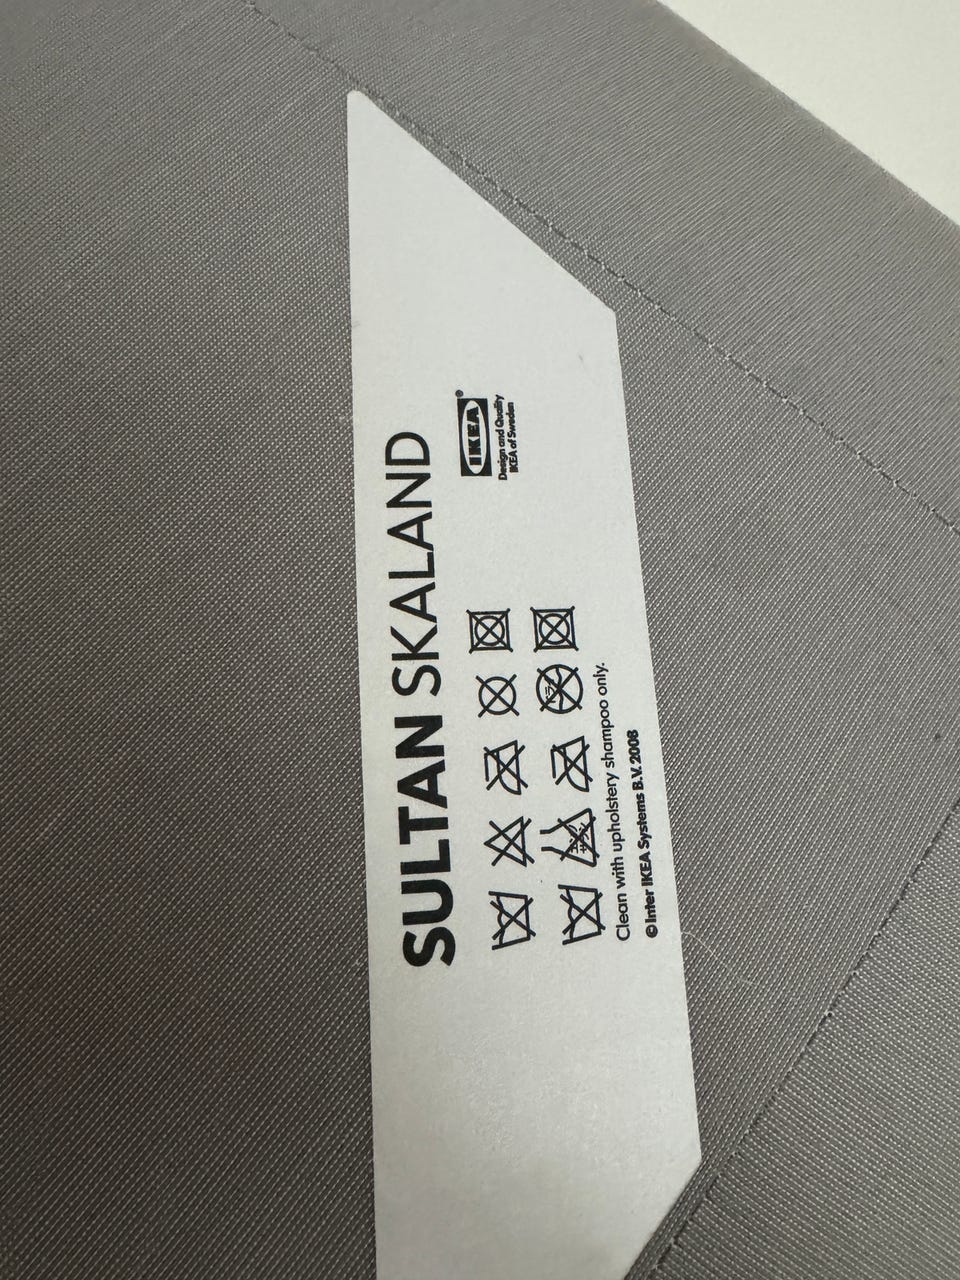 SULTAN SKALAND
IKEA®
Design and Quality
IKEA of Sweden
Clean with upholstery shampoo only.
© Inter IKEA Systems B.V. 2008